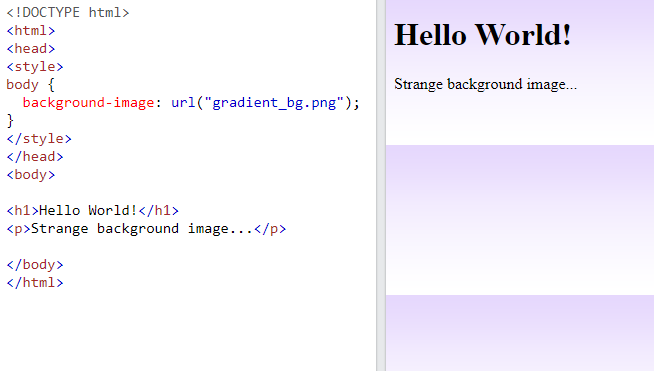 <!DOCTYPE html>
<html>
<head>
<style>
body {
  background-image: url("gradient_bg.png");
}
</style>
</head>
<body>

<h1>Hello World!</h1>
<p>Strange background image...</p>

</body>
</html>
Hello World!
Strange background image...